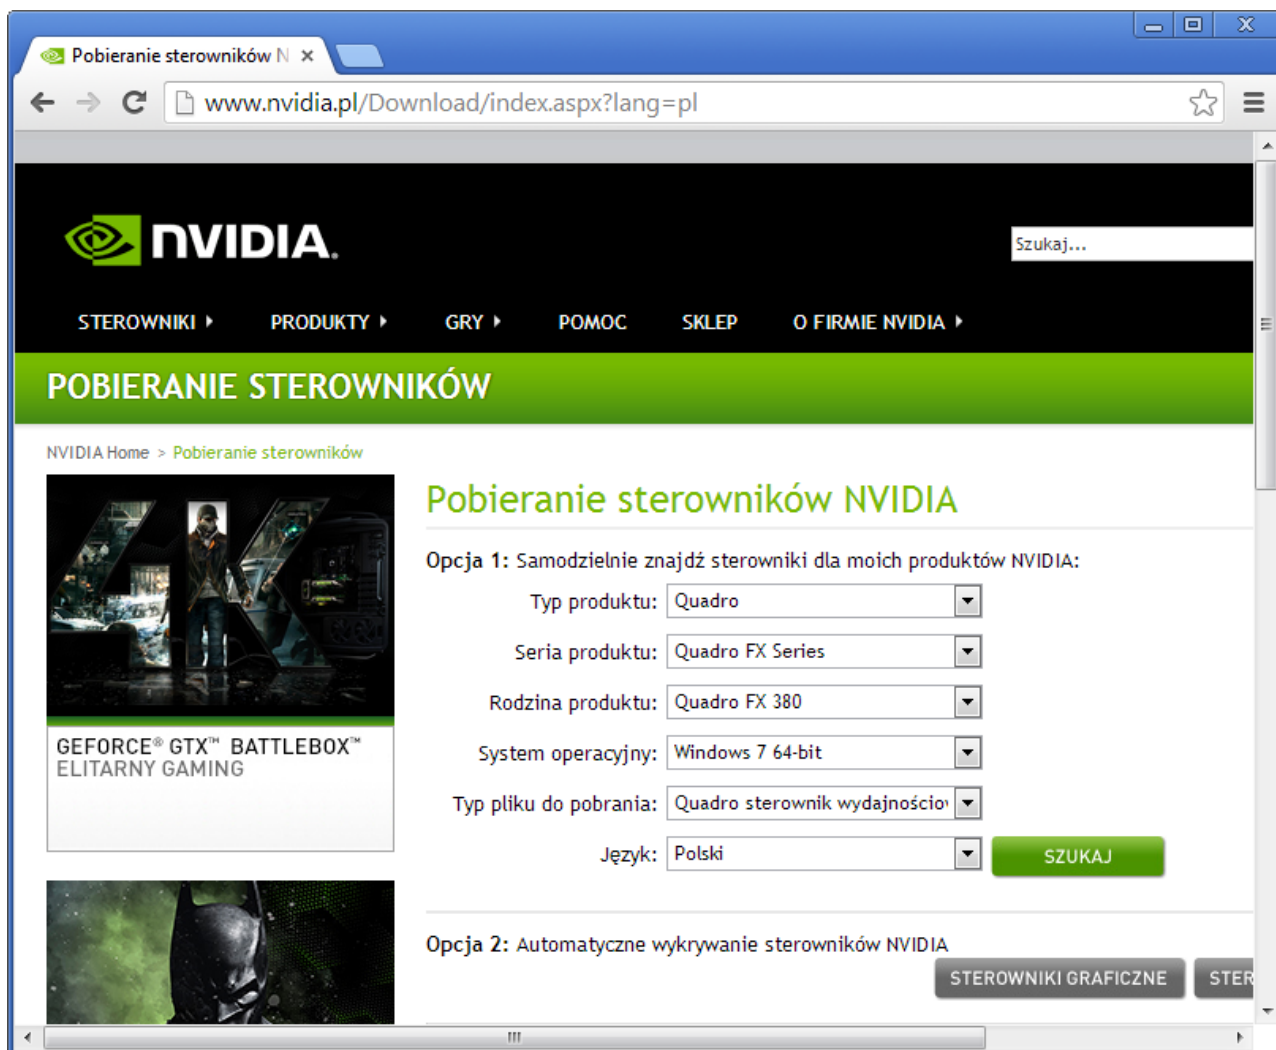 Pobieranie sterowników N
www.nvidia.pl/Download/index.aspx?lang=pl
NVIDIA.
Szukaj...
STEROWNIKI PRODUKTY GRY POMOC SKLEP O FIRMIE NVIDIA
POBIERANIE STEROWNIKÓW
NVIDIA Home > Pobieranie sterowników
4K
GEFORCE® GTX™ BATTLEBOX™
ELITARNY GAMING
Pobieranie sterowników NVIDIA
Opcja 1: Samodzielnie znajdź sterowniki dla moich produktów NVIDIA:
Typ produktu: Quadro
Seria produktu: Quadro FX Series
Rodzina produktu: Quadro FX 380
System operacyjny: Windows 7 64-bit
Typ pliku do pobrania: Quadro sterownik wydajnościov
Język: Polski SZUKAJ
Opcja 2: Automatyczne wykrywanie sterowników NVIDIA
STEROWNIKI GRAFICZNE STER